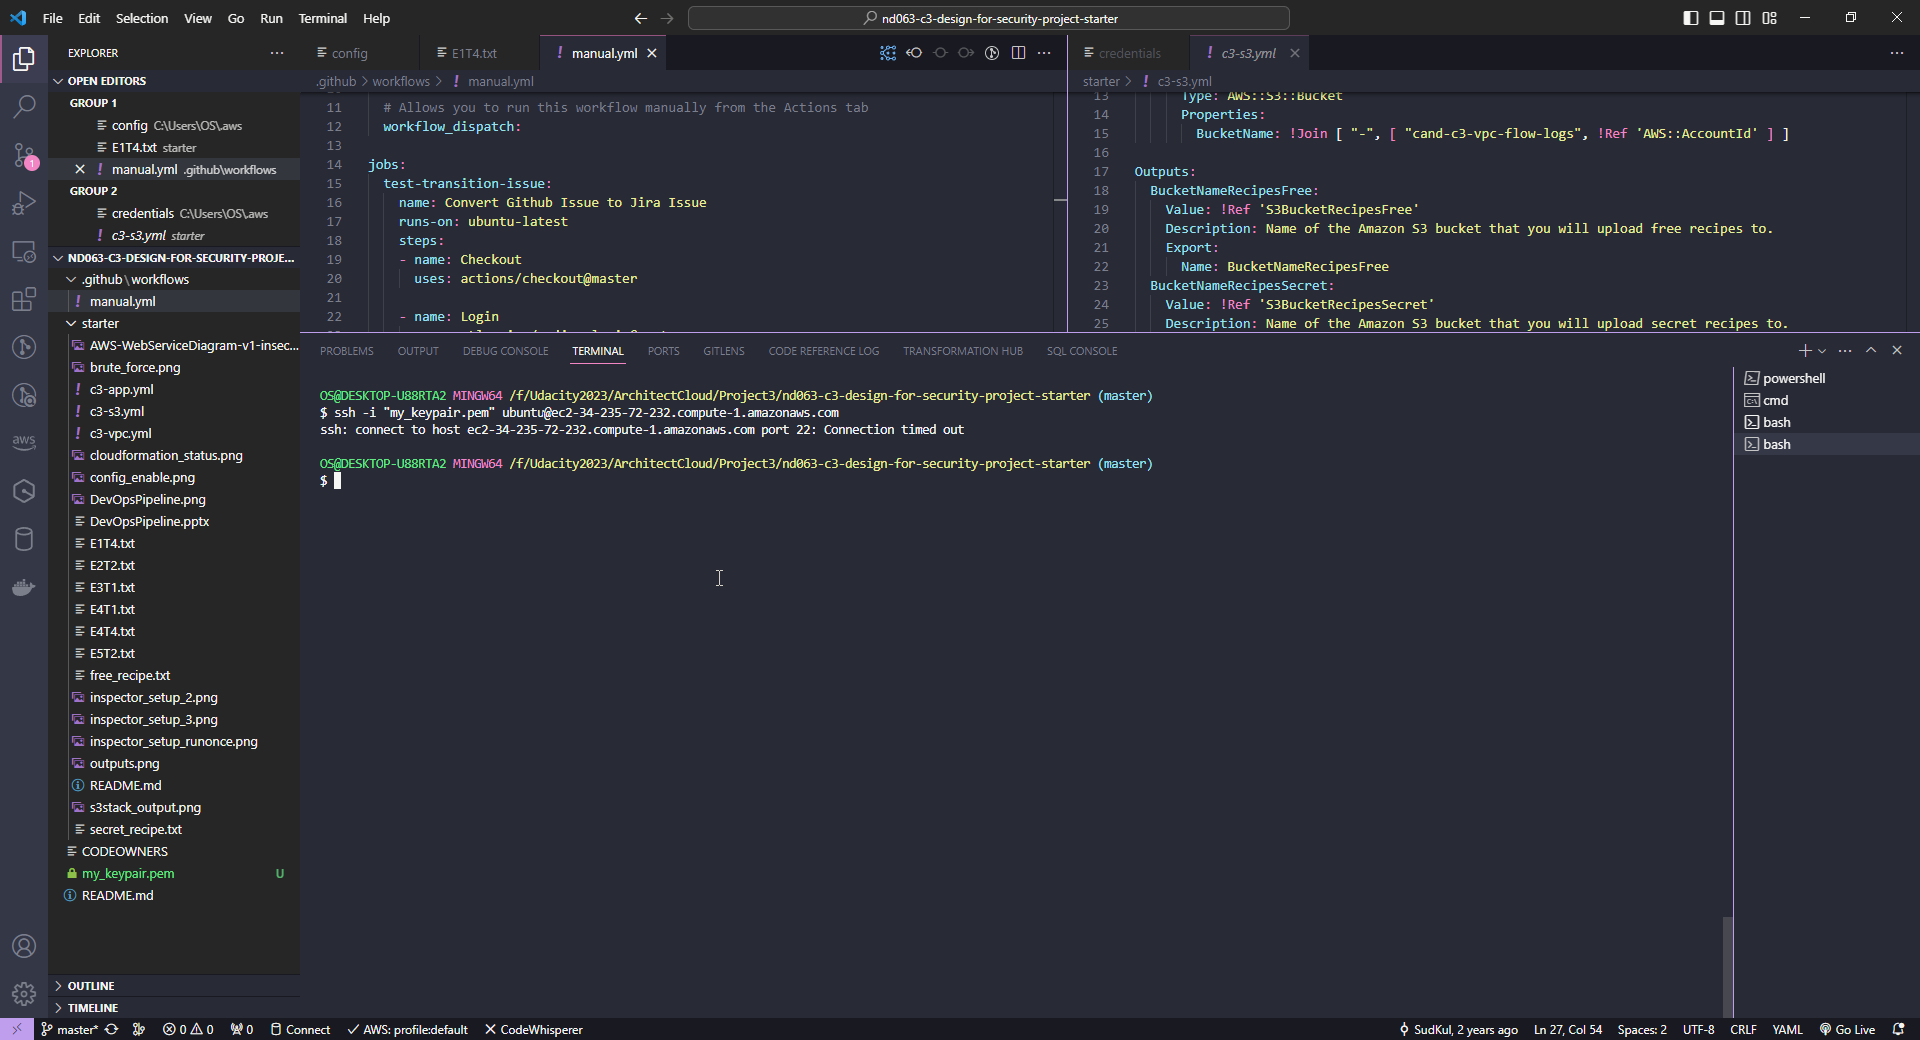 File Edit Selection View Go Run Terminal Help
nd063-c3-design-for-security-project-starter
EXPLORER
OPEN EDITORS
GROUP 1
config C:\Users\OS\.aws
E1T4.txt starter
manual.yml .github\workflows
GROUP 2
credentials C:\Users\OS\.aws
c3-s3.yml starter
ND063-C3-DESIGN-FOR-SECURITY-PROJE...
.github\workflows
manual.yml
starter
AWS-WebServiceDiagram-v1-insec...
brute_force.png
c3-app.yml
c3-s3.yml
c3-vpc.yml
cloudformation_status.png
config_enable.png
DevOpsPipeline.png
DevOpsPipeline.pptx
E1T4.txt
E2T2.txt
E3T1.txt
E4T1.txt
E4T4.txt
E5T2.txt
free_recipe.txt
inspector_setup_2.png
inspector_setup_3.png
inspector_setup_runonce.png
outputs.png
README.md
s3stack_output.png
secret_recipe.txt
CODEOWNERS
my_keypair.pem U
README.md
OUTLINE
TIMELINE
aws
1
config E1T4.txt manual.yml
.github > workflows > manual.yml
11 # Allows you to run this workflow manually from the Actions tab
12 workflow_dispatch:
13
14 jobs:
15 test-transition-issue:
16 name: Convert Github Issue to Jira Issue
17 runs-on: ubuntu-latest
18 steps:
19 - name: Checkout
20 uses: actions/checkout@master
21
22 - name: Login
credentials c3-s3.yml
starter > c3-s3.yml
13 Type: AWS::S3::Bucket
14 Properties:
15 BucketName: !Join [ "-", [ "cand-c3-vpc-flow-logs", !Ref 'AWS::AccountId' ] ]
16
17 Outputs:
18 BucketNameRecipesFree:
19 Value: !Ref 'S3BucketRecipesFree'
20 Description: Name of the Amazon S3 bucket that you will upload free recipes to.
21 Export:
22 Name: BucketNameRecipesFree
23 BucketNameRecipesSecret:
24 Value: !Ref 'S3BucketRecipesSecret'
25 Description: Name of the Amazon S3 bucket that you will upload secret recipes to.
PROBLEMS OUTPUT DEBUG CONSOLE TERMINAL PORTS GITLENS CODE REFERENCE LOG TRANSFORMATION HUB SQL CONSOLE
OS@DESKTOP-U88RTA2 MINGW64 /f/Udacity2023/ArchitectCloud/Project3/nd063-c3-design-for-security-project-starter (master)
$ ssh -i "my_keypair.pem" ubuntu@ec2-34-235-72-232.compute-1.amazonaws.com
ssh: connect to host ec2-34-235-72-232.compute-1.amazonaws.com port 22: Connection timed out
OS@DESKTOP-U88RTA2 MINGW64 /f/Udacity2023/ArchitectCloud/Project3/nd063-c3-design-for-security-project-starter (master)
$
powershell
cmd
bash
bash
master* 0 0 0 Connect AWS: profile:default CodeWhisperer
SudKul, 2 years ago Ln 27, Col 54 Spaces: 2 UTF-8 CRLF YAML Go Live